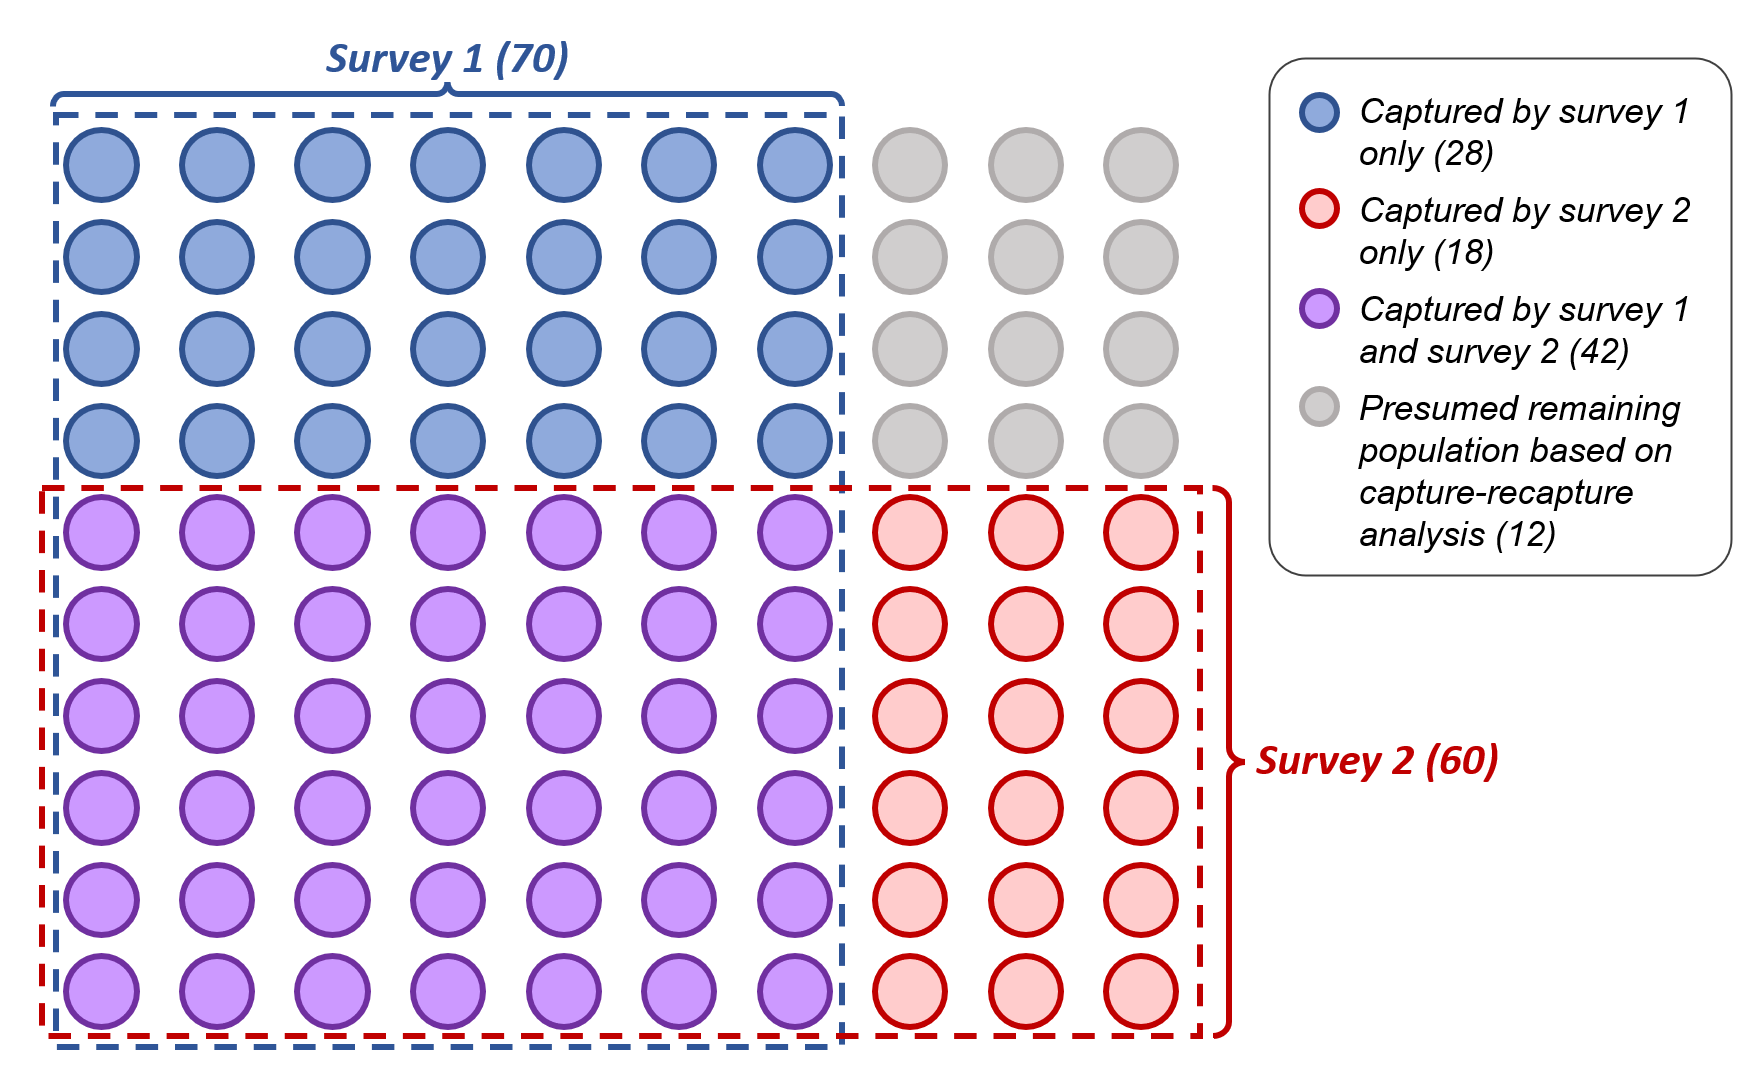 Survey 1 (70)
Captured by survey 1
only (28)
Captured by survey 2
only (18)
Captured by survey 1
and survey 2 (42)
Presumed remaining
population based on
capture-recapture
analysis (12)
Survey 2 (60)